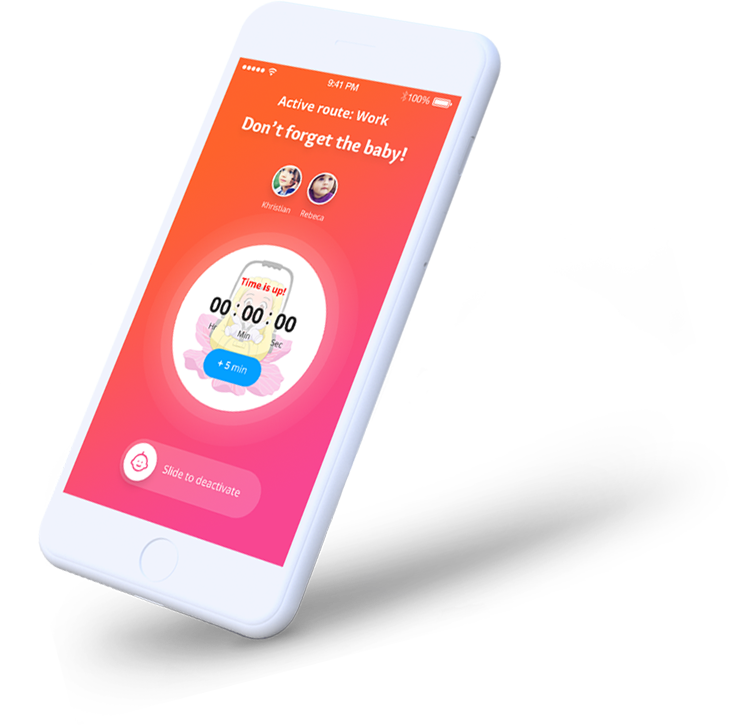 9:41 PM
100%
Active route: Work
Don't forget the baby!
Khristian Rebeca
Time is up!
00 : 00 : 00
Min Sec
+ 5 min
Slide to deactivate